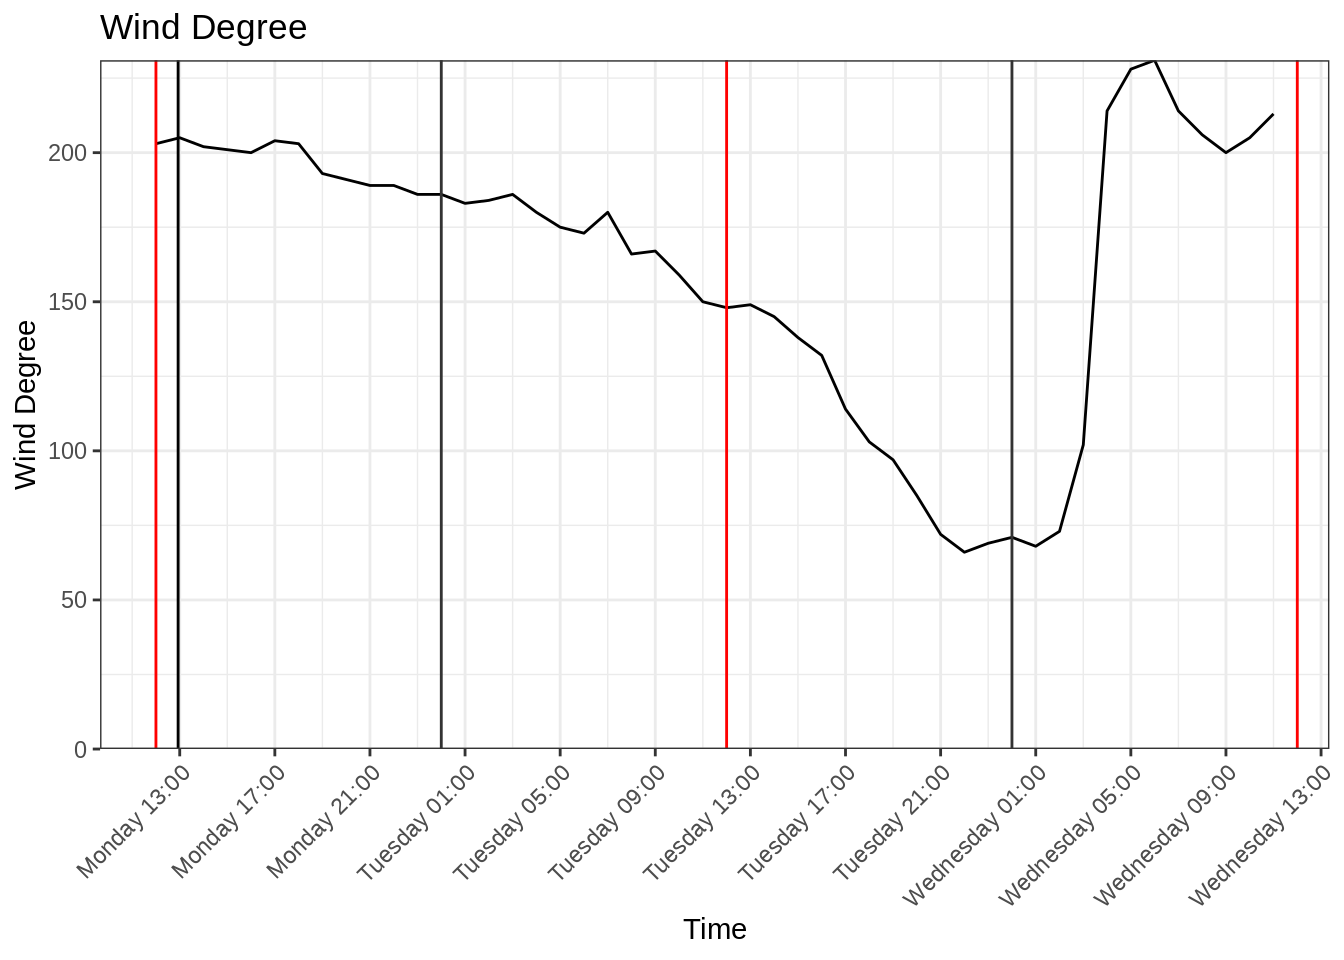 Wind Degree
Wind Degree
200
150
100
50
0
Monday 13:00
Monday 17:00
Monday 21:00
Tuesday 01:00
Tuesday 05:00
Tuesday 09:00
Tuesday 13:00
Tuesday 17:00
Tuesday 21:00
Wednesday 01:00
Wednesday 05:00
Wednesday 09:00
Wednesday 13:00
Time